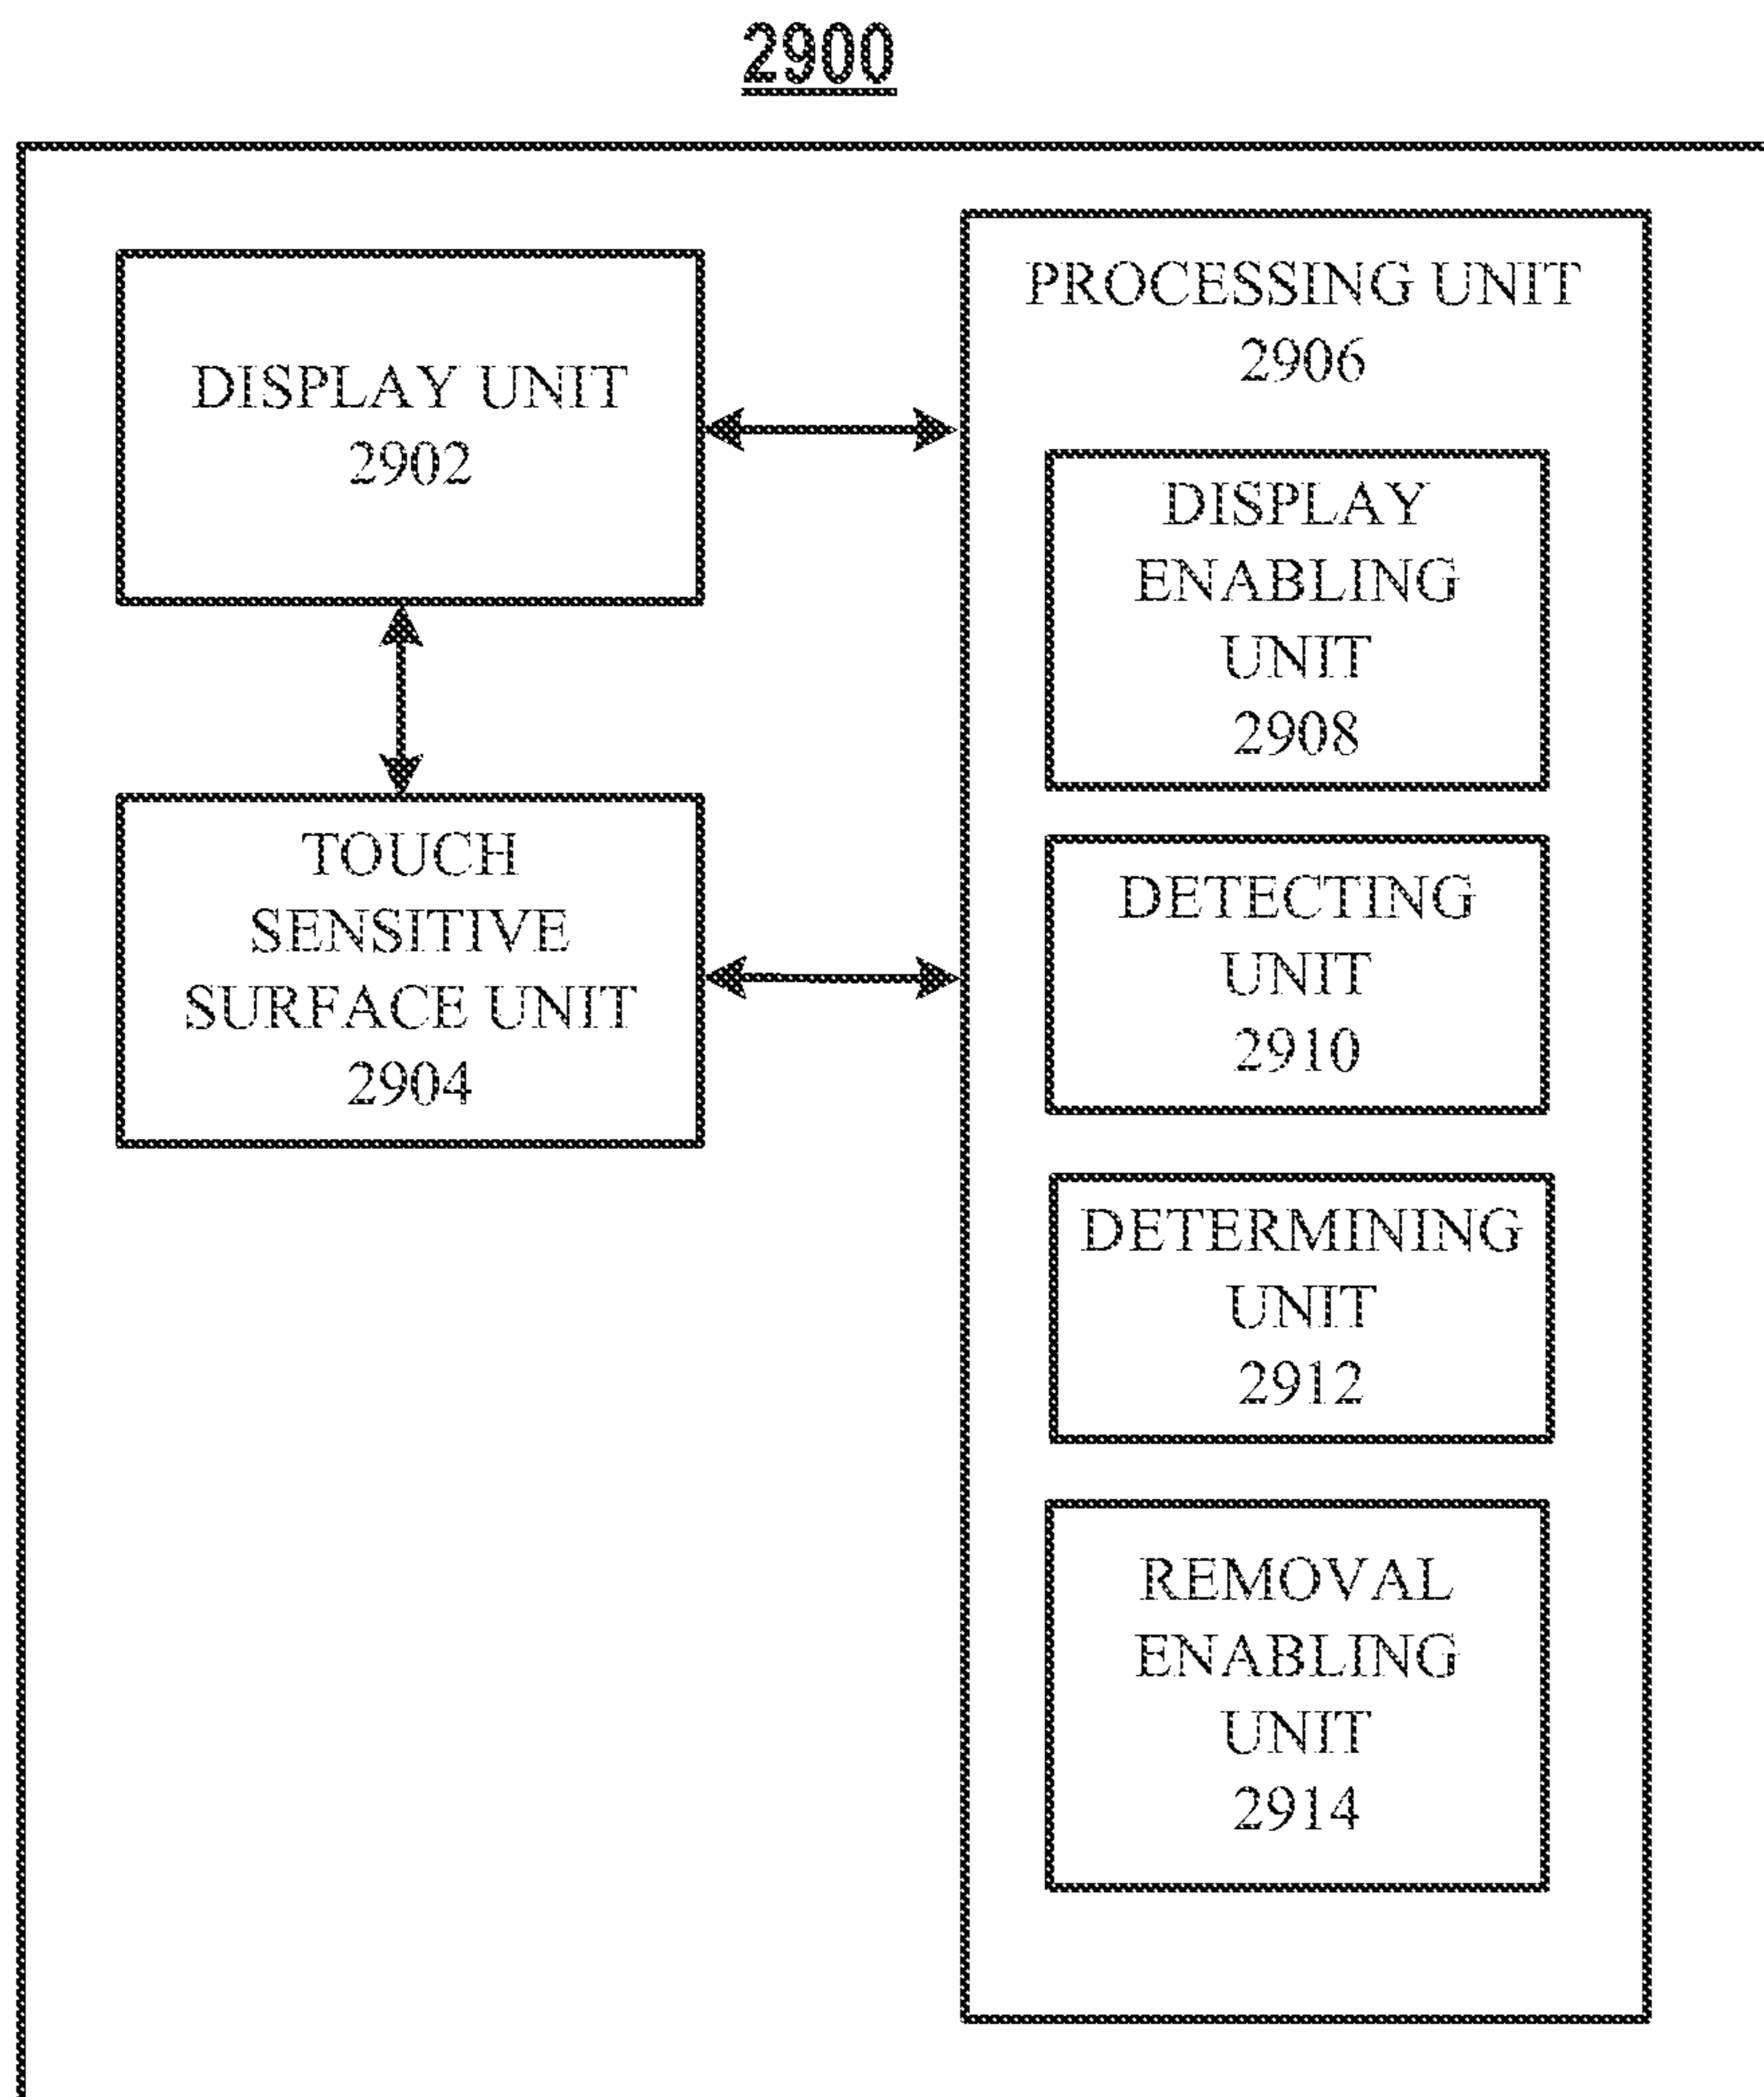 2900
DISPLAY UNIT
2902
TOUCH
SENSITIVE
SURFACE UNIT
2904
PROCESSING UNIT
2906
DISPLAY
ENABLING
UNIT
2908
DETECTING
UNIT
2910
DETERMINING
UNIT
2912
REMOVAL
ENABLING
UNIT
2914